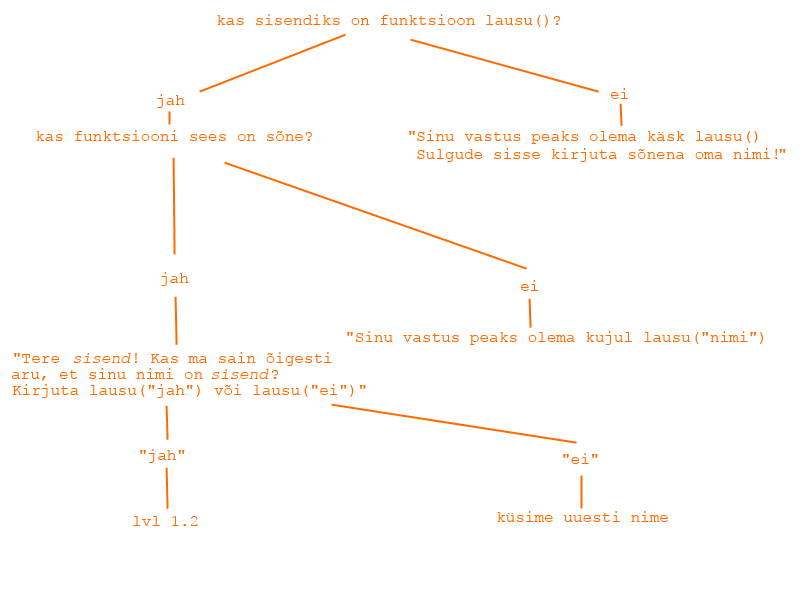 kas sisendiks on funktsioon lausu()?
jah
ei
kas funktsiooni sees on sõne?
"Sinu vastus peaks olema käsk lausu()
Sulgude sisse kirjuta sõnena oma nimi!"
jah
ei
"Sinu vastus peaks olema kujul lausu("nimi")
"Tere sisend! Kas ma sain õigesti
aru, et sinu nimi on sisend?
Kirjuta lausu("jah") või lausu("ei")"
"jah"
"ei"
lvl 1.2
küsime uuesti nime